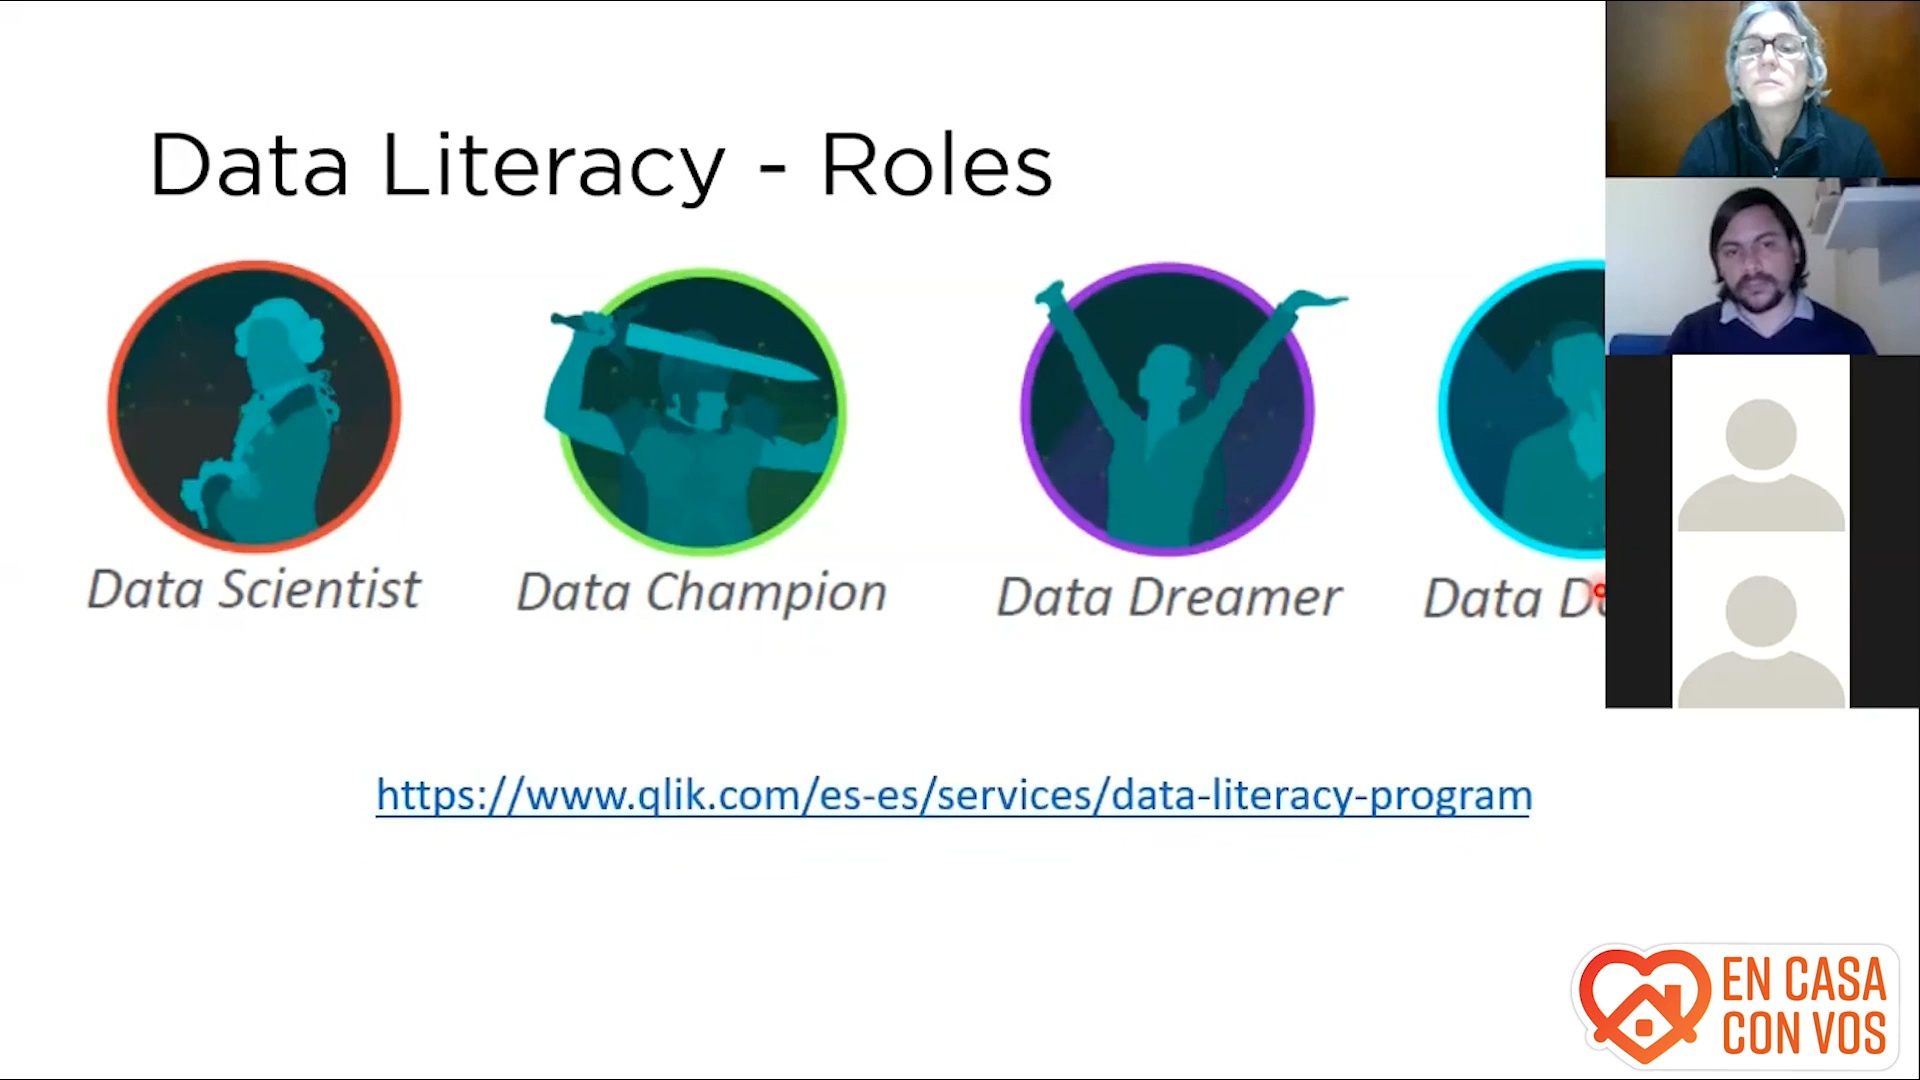 Data Literacy - Roles
Data Scientist
Data Champion
Data Dreamer
Data
https://www.qlik.com/es-es/services/data-literacy-program
EN CASA
CON VOS